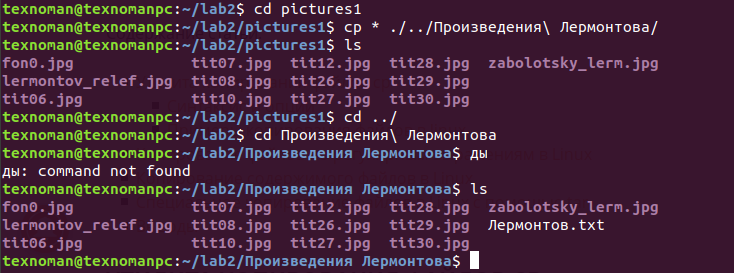 texnoman@texnomanpc:~/lab2$ cd pictures1
texnoman@texnomanpc:~/lab2/pictures1$ cp * ./../Произведения\ Лермонтова/
texnoman@texnomanpc:~/lab2/pictures1$ ls
fon0.jpg tit07.jpg tit12.jpg tit28.jpg zabolotsky_lerm.jpg
lermontov_relef.jpg tit08.jpg tit26.jpg tit29.jpg
tit06.jpg tit10.jpg tit27.jpg tit30.jpg
texnoman@texnomanpc:~/lab2/pictures1$ cd ../
texnoman@texnomanpc:~/lab2$ cd Произведения\ Лермонтова
texnoman@texnomanpc:~/lab2/Произведения Лермонтова$ ды
ды: command not found
texnoman@texnomanpc:~/lab2/Произведения Лермонтова$ ls
fon0.jpg tit07.jpg tit12.jpg tit28.jpg zabolotsky_lerm.jpg
lermontov_relef.jpg tit08.jpg tit26.jpg tit29.jpg Лермонтов.txt
tit06.jpg tit10.jpg tit27.jpg tit30.jpg
texnoman@texnomanpc:~/lab2/Произведения Лермонтова$